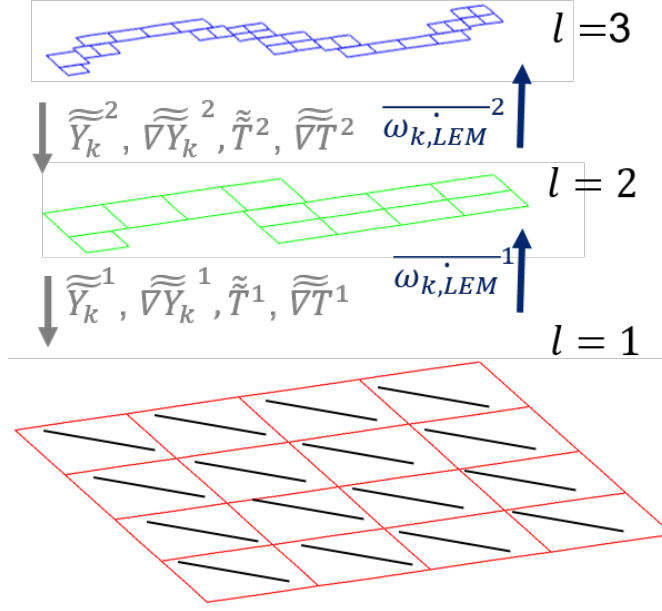 l =3
$\widetilde{\widetilde{Y_k}}^2, \widetilde{\widetilde{\nabla Y_k}}^2, \tilde{\tilde{T}}^2, \widetilde{\widetilde{\nabla T}}^2$ $\overline{\dot{\omega_{k,LEM}}}^2$
l = 2
$\widetilde{\widetilde{Y_k}}^1, \widetilde{\widetilde{\nabla Y_k}}^1, \tilde{\tilde{T}}^1, \widetilde{\widetilde{\nabla T}}^1$ $\overline{\dot{\omega_{k,LEM}}}^1$
l = 1